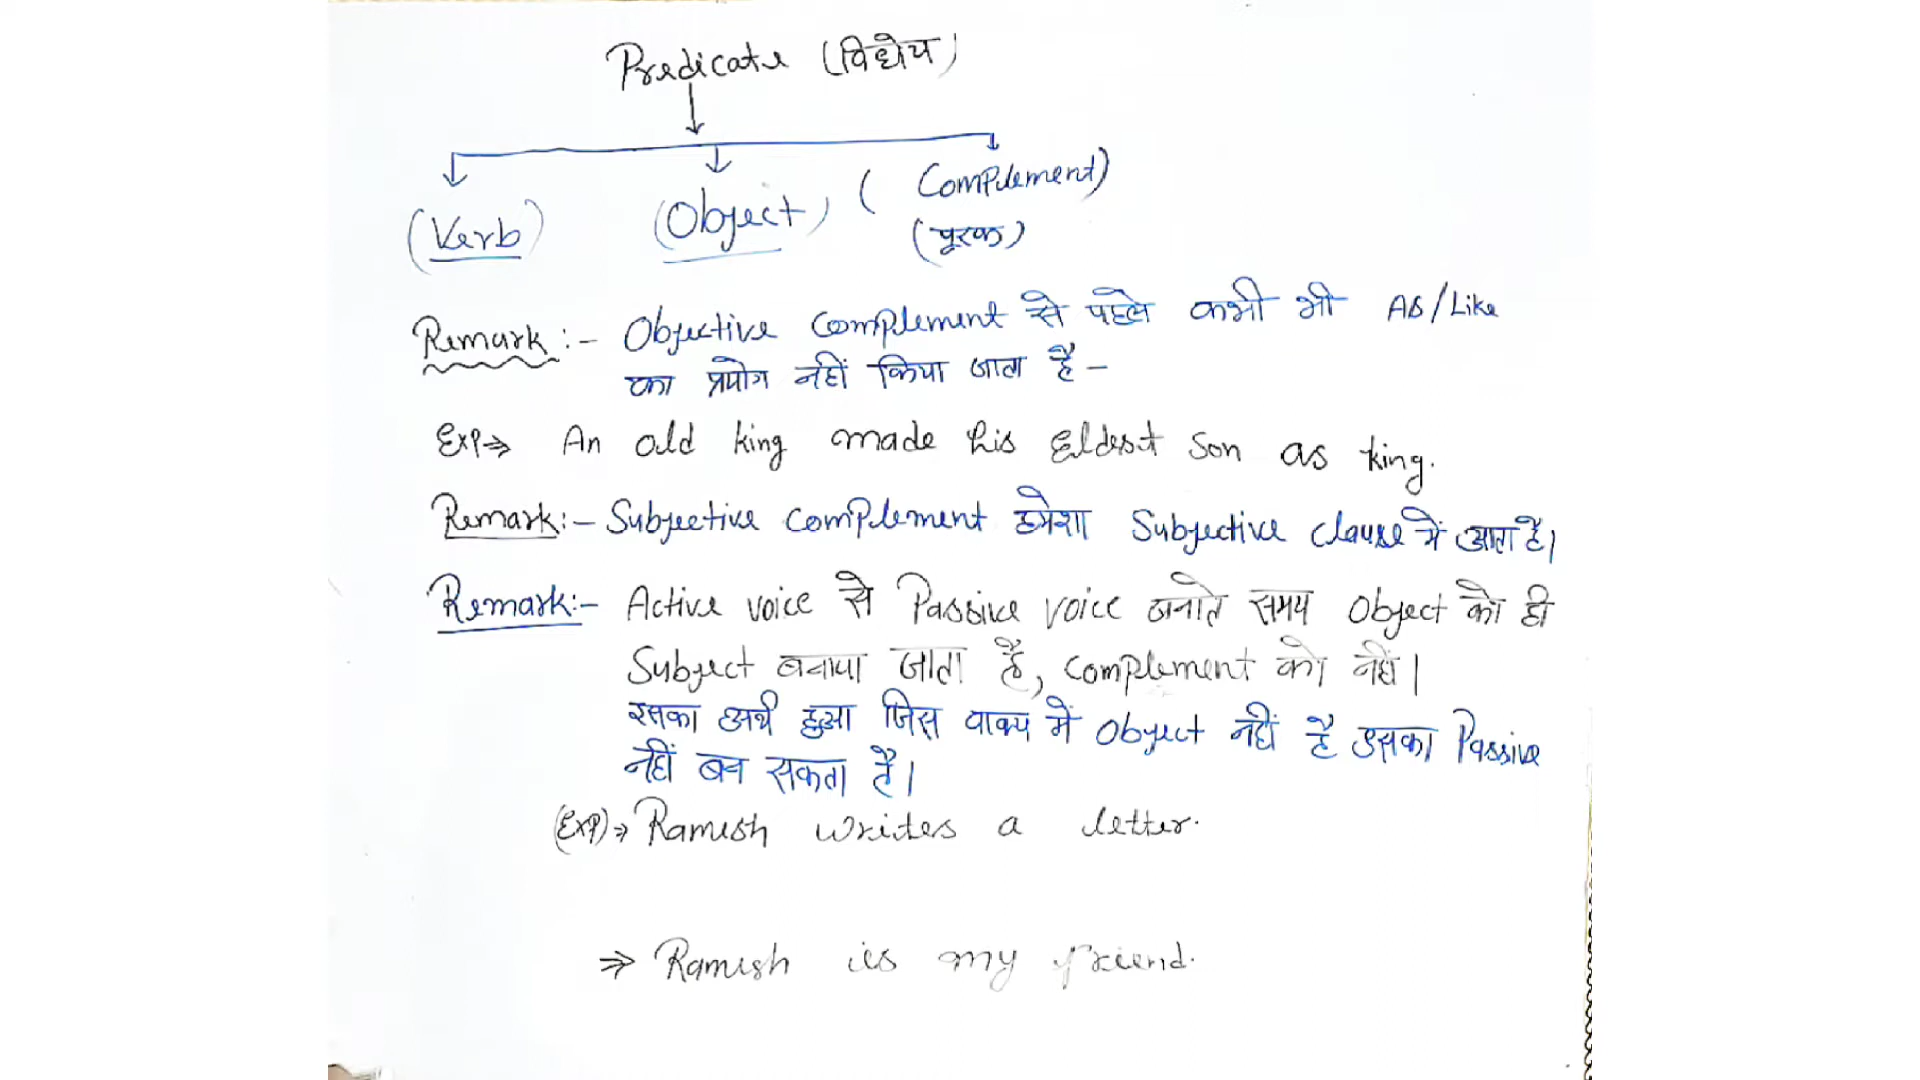 Predicate (विधेय)
(Verb) (Object) (Complement)
(पूरक)
Remark:- Objective Complement से पहले कभी भी As/Like
का प्रयोग नहीं किया जाता है -
Exp⇒ An old king made his Eldest Son as king.
Remark:- Subjective Complement हमेशा Subjective Clause में आता है।
Remark:- Active voice से Passive voice बनाते समय Object को ही
Subject बनाया जाता है, Complement को नहीं।
इसका अर्थ हुआ जिस वाक्य में Object नहीं है उसका Passive
नहीं बन सकता है।
(Exp)⇒ Ramesh writes a letter.
⇒ Ramesh is my friend.